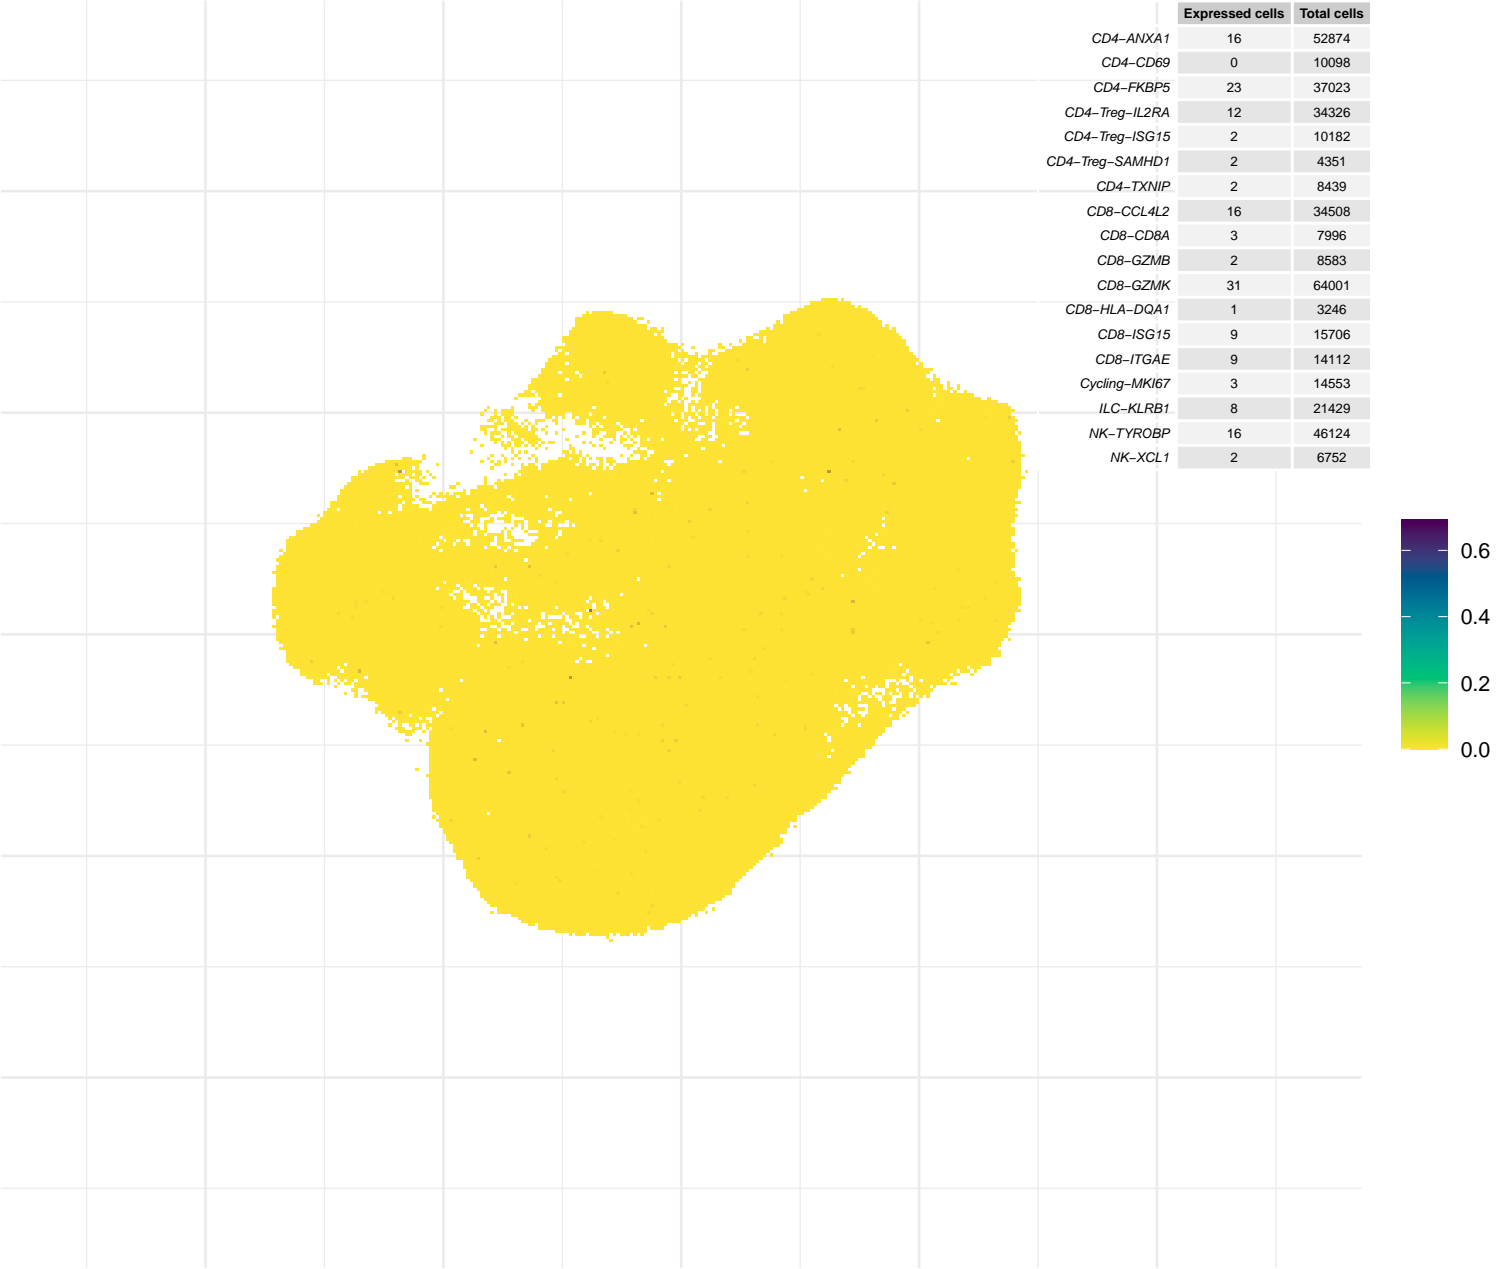 Expressed cells Total cells
CD4−ANXA1 16 52874
CD4−CD69 0 10098
CD4−FKBP5 23 37023
CD4−Treg−IL2RA 12 34326
CD4−Treg−ISG15 2 10182
CD4−Treg−SAMHD1 2 4351
CD4−TXNIP 2 8439
CD8−CCL4L2 16 34508
CD8−CD8A 3 7996
CD8−GZMB 2 8583
CD8−GZMK 31 64001
CD8−HLA−DQA1 1 3246
CD8−ISG15 9 15706
CD8−ITGAE 9 14112
Cycling−MKI67 3 14553
ILC−KLRB1 8 21429
NK−TYROBP 16 46124
NK−XCL1 2 6752
0.6
0.4
0.2
0.0